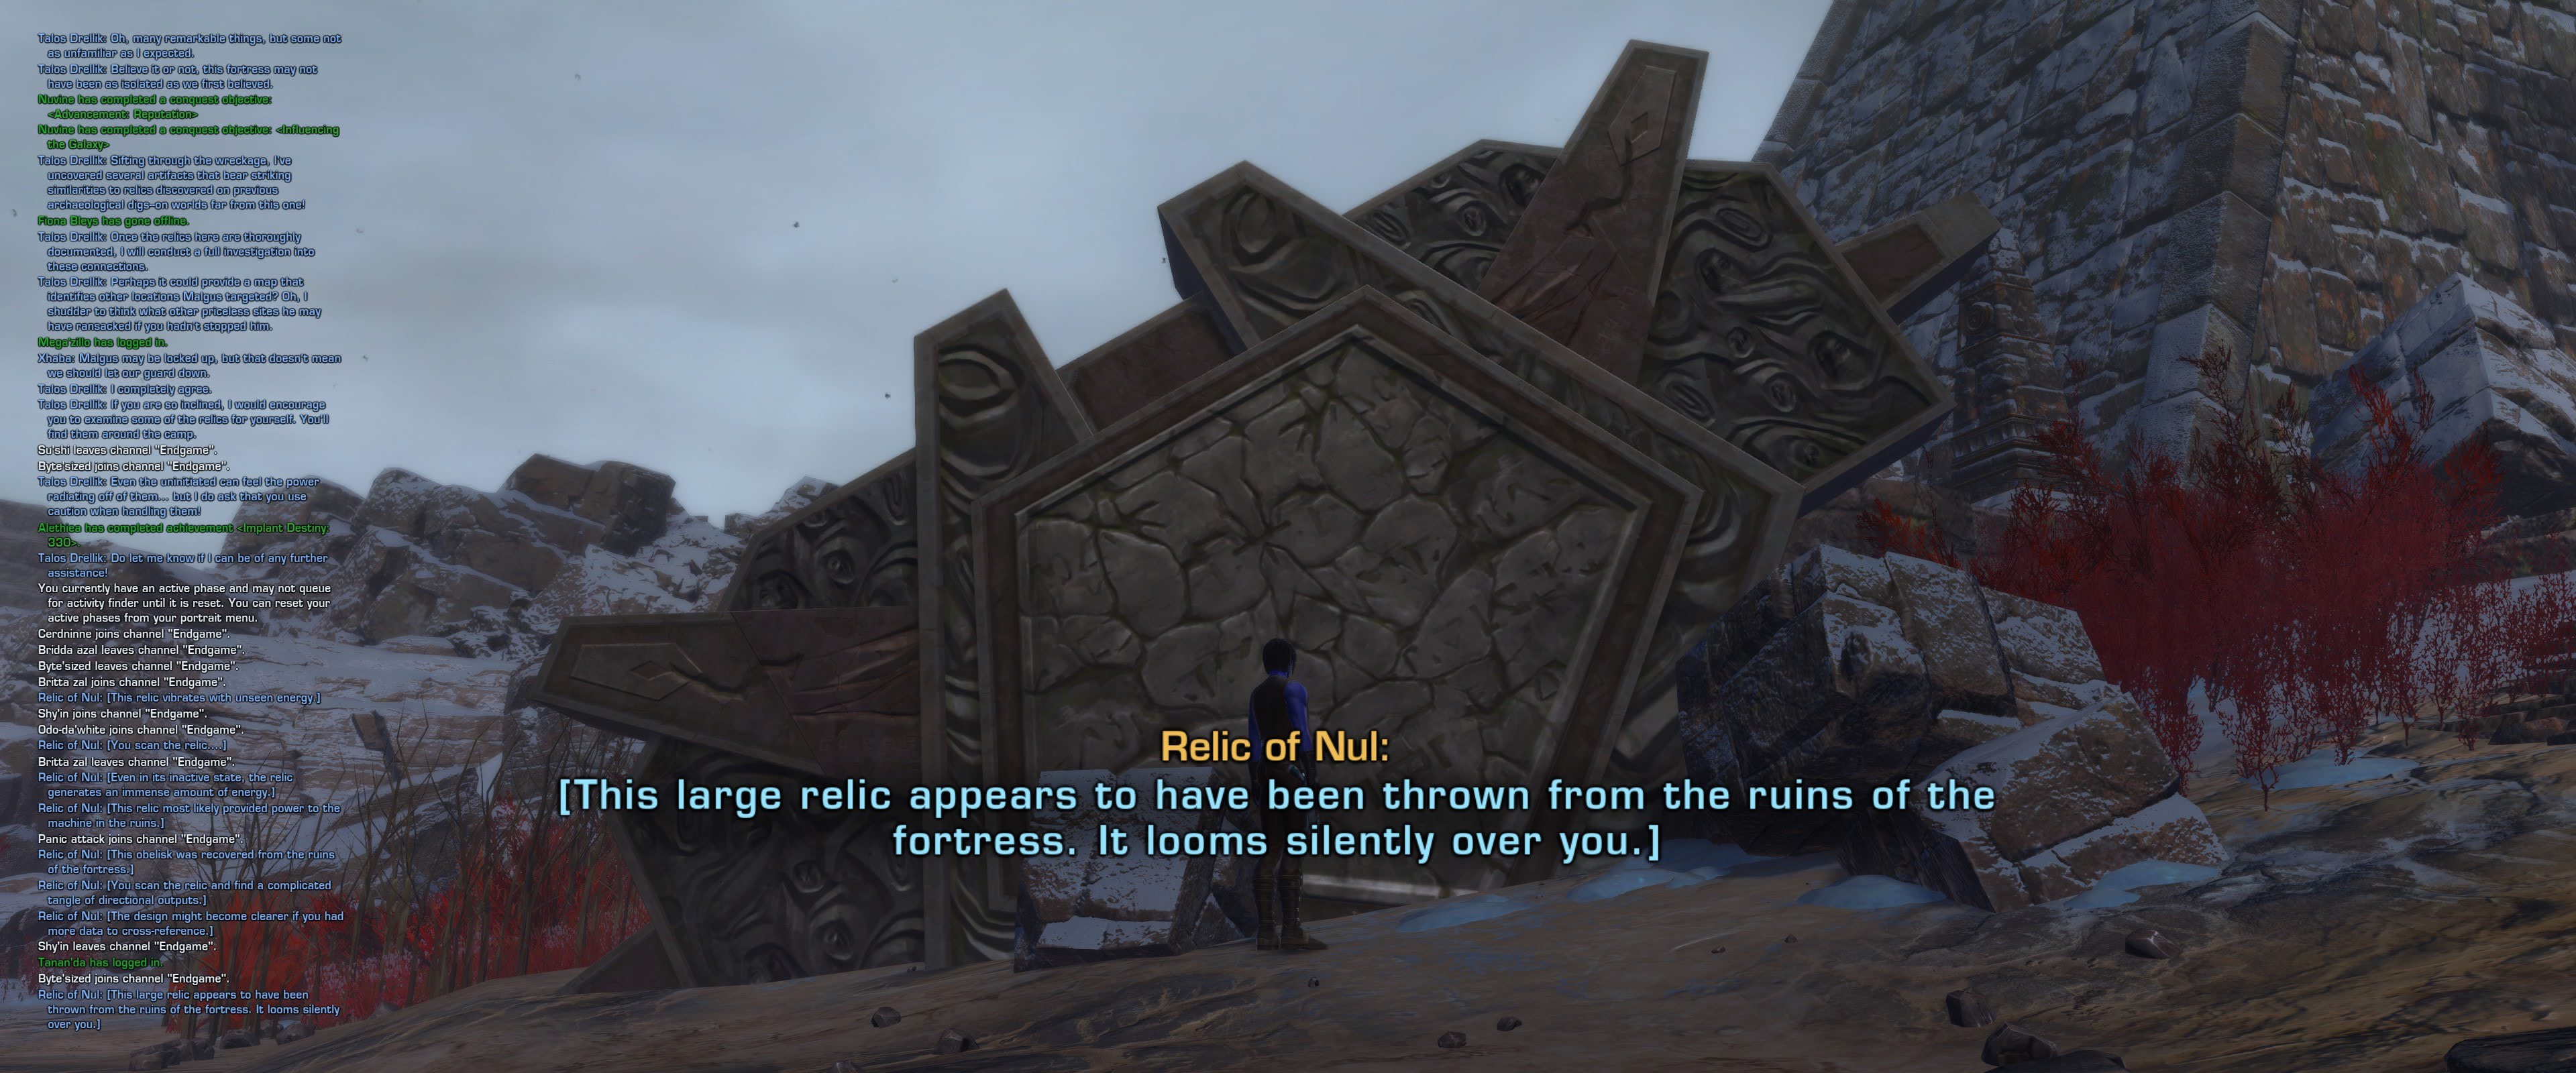 Talos Drellik: Oh, many remarkable things, but some not
as unfamiliar as I expected.
Talos Drellik: Believe it or not, this fortress may not
have been as isolated as we first believed.
Nuvine has completed a conquest objective:
<Advancement: Reputation>
Nuvine has completed a conquest objective: <Influencing
the Galaxy>
Talos Drellik: Sifting through the wreckage, I've
uncovered several artifacts that bear striking
similarities to relics discovered on previous
archaeological digs–on worlds far from this one!
Fiona Bleys has gone offline.
Talos Drellik: Once the relics here are thoroughly
documented, I will conduct a full investigation into
these connections.
Talos Drellik: Perhaps it could provide a map that
identifies other locations Malgus targeted? Oh, I
shudder to think what other priceless sites he may
have ransacked if you hadn't stopped him.
Mega'zillo has logged in.
Xhaba: Malgus may be locked up, but that doesn't mean
we should let our guard down.
Talos Drellik: I completely agree.
Talos Drellik: If you are so inclined, I would encourage
you to examine some of the relics for yourself. You'll
find them around the camp.
Su'shi leaves channel "Endgame".
Byte'sized joins channel "Endgame".
Talos Drellik: Even the uninitiated can feel the power
radiating off of them... but I do ask that you use
caution when handling them!
Alethiea has completed achievement <Implant Destiny:
330>.
Talos Drellik: Do let me know if I can be of any further
assistance!
You currently have an active phase and may not queue
for activity finder until it is reset. You can reset your
active phases from your portrait menu.
Cerdninne joins channel "Endgame".
Bridda azal leaves channel "Endgame".
Byte'sized leaves channel "Endgame".
Britta zal joins channel "Endgame".
Relic of Nul: [This relic vibrates with unseen energy.]
Shy'in joins channel "Endgame".
Odo-da'white joins channel "Endgame".
Relic of Nul: [You scan the relic....]
Britta zal leaves channel "Endgame".
Relic of Nul: [Even in its inactive state, the relic
generates an immense amount of energy.]
Relic of Nul: [This relic most likely provided power to the
machine in the ruins.]
Panic attack joins channel "Endgame".
Relic of Nul: [This obelisk was recovered from the ruins
of the fortress.]
Relic of Nul: [You scan the relic and find a complicated
tangle of directional outputs.]
Relic of Nul: [The design might become clearer if you had
more data to cross-reference.]
Shy'in leaves channel "Endgame".
Tanan'da has logged in.
Byte'sized joins channel "Endgame".
Relic of Nul: [This large relic appears to have been
thrown from the ruins of the fortress. It looms silently
over you.]
Relic of Nul:
[This large relic appears to have been thrown from the ruins of the
fortress. It looms silently over you.]